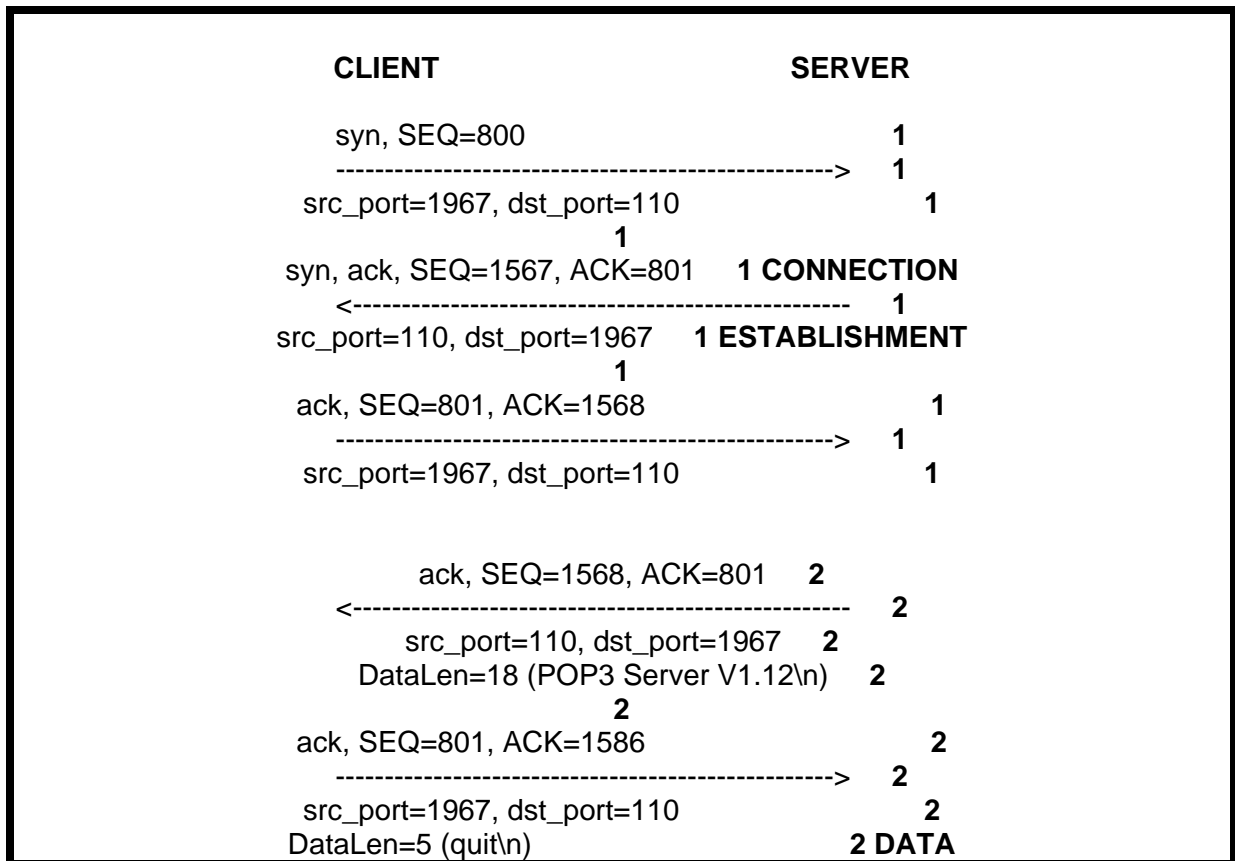 CLIENT SERVER
syn, SEQ=800 1
--------------------------------------------------> 1
src_port=1967, dst_port=110 1
1
syn, ack, SEQ=1567, ACK=801 1 CONNECTION
<-------------------------------------------------- 1
src_port=110, dst_port=1967 1 ESTABLISHMENT
1
ack, SEQ=801, ACK=1568 1
--------------------------------------------------> 1
src_port=1967, dst_port=110 1
ack, SEQ=1568, ACK=801 2
<-------------------------------------------------- 2
src_port=110, dst_port=1967 2
DataLen=18 (POP3 Server V1.12\n) 2
2
ack, SEQ=801, ACK=1586 2
--------------------------------------------------> 2
src_port=1967, dst_port=110 2
DataLen=5 (quit\n) 2 DATA